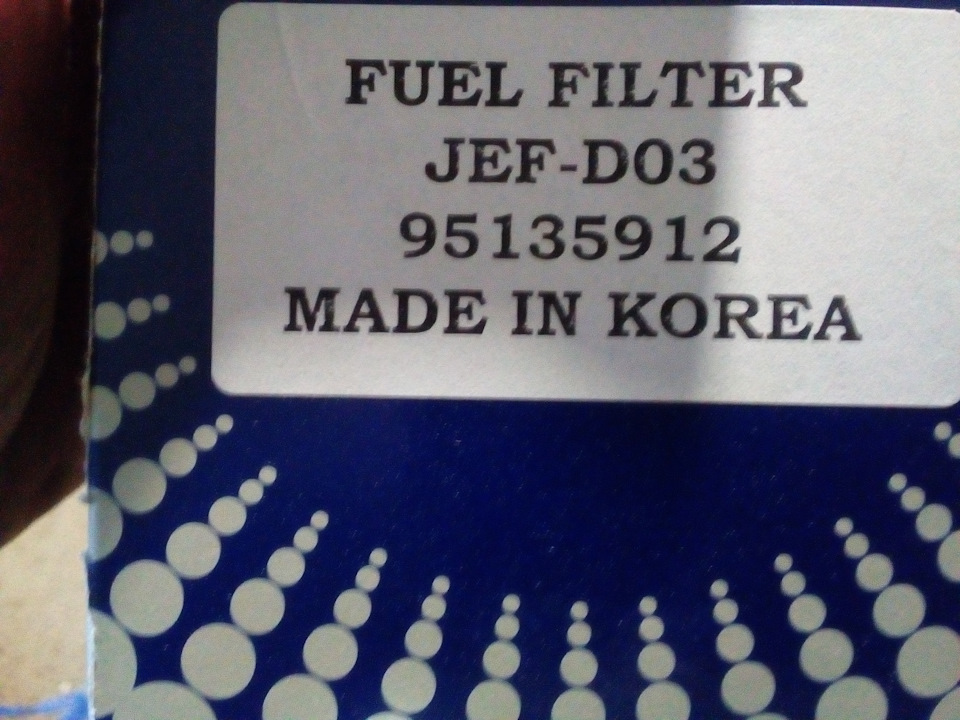 FUEL FILTER
JEF-D03
95135912
MADE IN KOREA